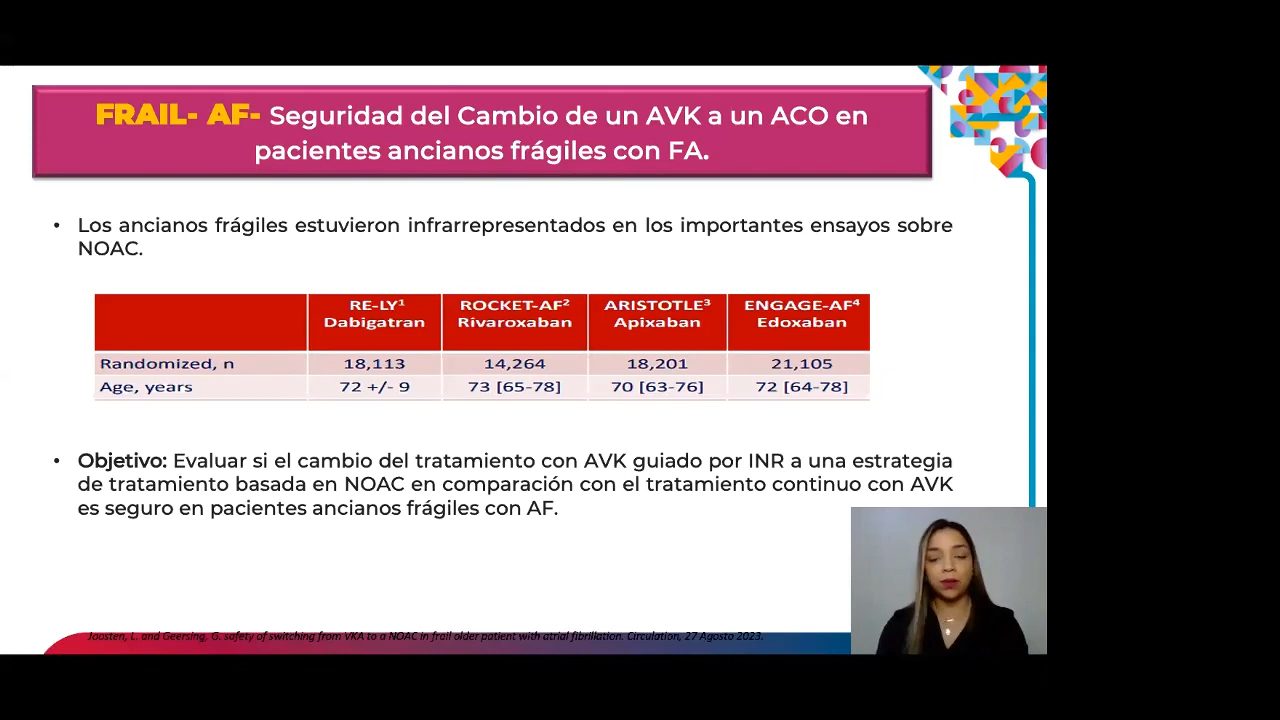 FRAIL- AF- Seguridad del Cambio de un AVK a un ACO en
pacientes ancianos frágiles con FA.
• Los ancianos frágiles estuvieron infrarrepresentados en los importantes ensayos sobre
NOAC.
RE-LY¹ ROCKET-AF² ARISTOTLE³ ENGAGE-AF⁴
Dabigatran Rivaroxaban Apixaban Edoxaban
Randomized, n 18,113 14,264 18,201 21,105
Age, years 72 +/- 9 73 [65-78] 70 [63-76] 72 [64-78]
• Objetivo: Evaluar si el cambio del tratamiento con AVK guiado por INR a una estrategia
de tratamiento basada en NOAC en comparación con el tratamiento continuo con AVK
es seguro en pacientes ancianos frágiles con AF.
Joosten, L. and Geersing, G. safety of switching from VKA to a NOAC in frail older patient with atrial fibrillation. Circulation, 27 Agosto 2023.